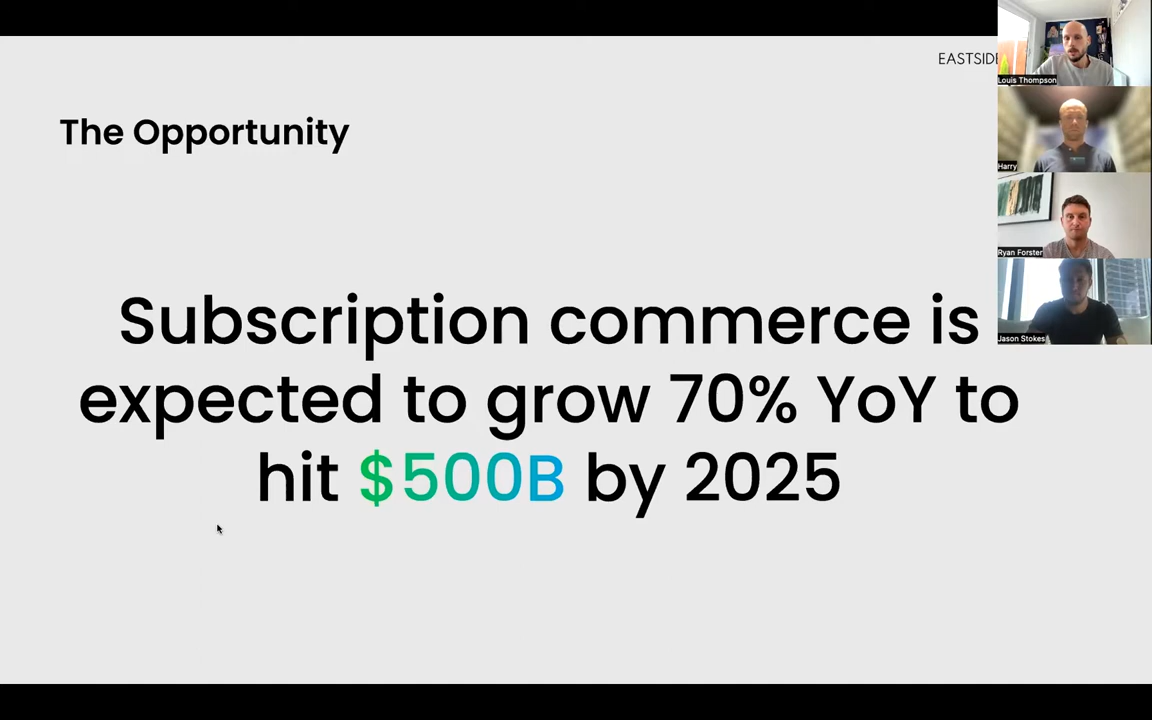 EASTSIDE
The Opportunity
Subscription commerce is
expected to grow 70% YoY to
hit $500B by 2025
Louis Thompson
Harry
Ryan Forster
Jason Stokes